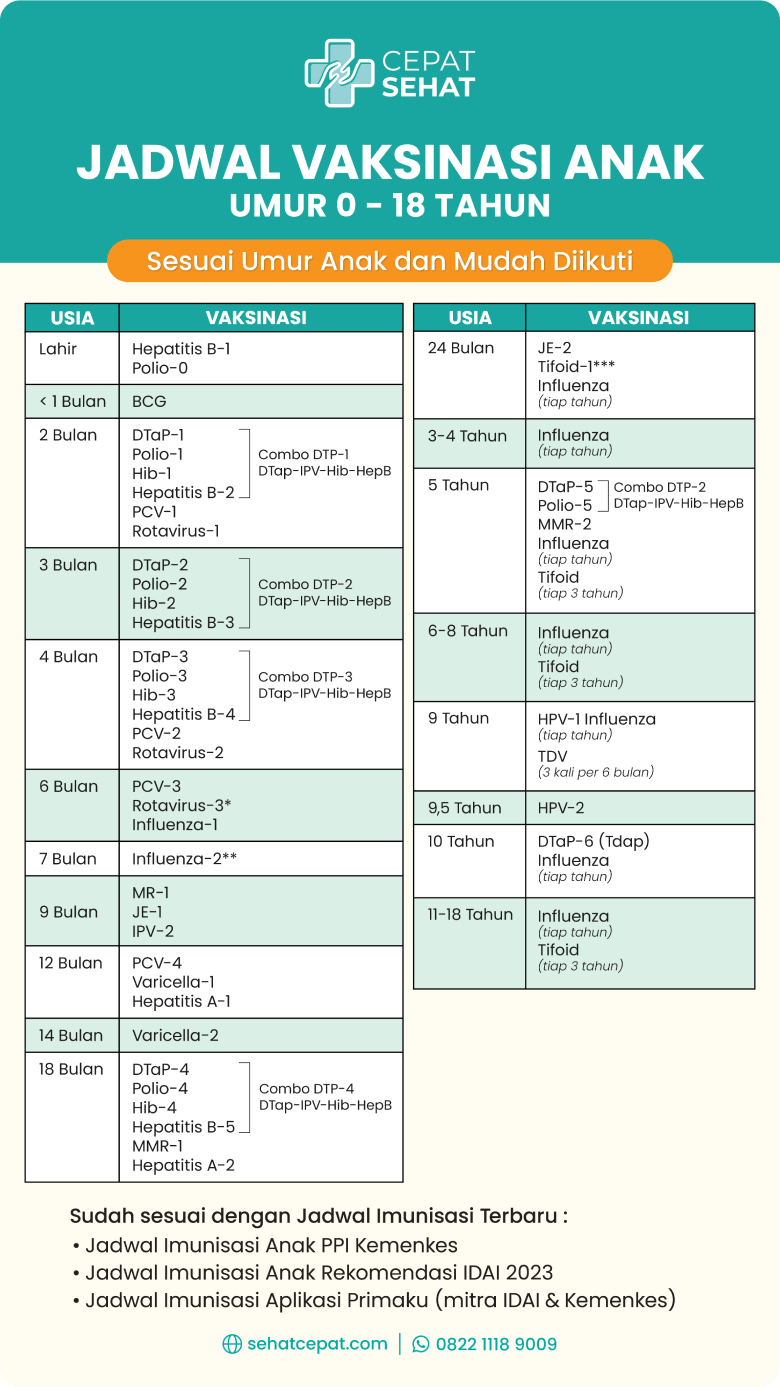 CEPAT
SEHAT
JADWAL VAKSINASI ANAK
UMUR 0 - 18 TAHUN
Sesuai Umur Anak dan Mudah Diikuti
USIA VAKSINASI
Lahir Hepatitis B-1
Polio-0
< 1 Bulan BCG
2 Bulan DTaP-1
Polio-1
Hib-1
Hepatitis B-2
PCV-1
Rotavirus-1
Combo DTP-1
DTap-IPV-Hib-HepB
3 Bulan DTaP-2
Polio-2
Hib-2
Hepatitis B-3
Combo DTP-2
DTap-IPV-Hib-HepB
4 Bulan DTaP-3
Polio-3
Hib-3
Hepatitis B-4
PCV-2
Rotavirus-2
Combo DTP-3
DTap-IPV-Hib-HepB
6 Bulan PCV-3
Rotavirus-3*
Influenza-1
7 Bulan Influenza-2**
9 Bulan MR-1
JE-1
IPV-2
12 Bulan PCV-4
Varicella-1
Hepatitis A-1
14 Bulan Varicella-2
18 Bulan DTaP-4
Polio-4
Hib-4
Hepatitis B-5
MMR-1
Hepatitis A-2
Combo DTP-4
DTap-IPV-Hib-HepB
USIA VAKSINASI
24 Bulan JE-2
Tifoid-1***
Influenza
(tiap tahun)
3-4 Tahun Influenza
(tiap tahun)
5 Tahun DTaP-5
Polio-5
MMR-2
Influenza
(tiap tahun)
Tifoid
(tiap 3 tahun)
Combo DTP-2
DTap-IPV-Hib-HepB
6-8 Tahun Influenza
(tiap tahun)
Tifoid
(tiap 3 tahun)
9 Tahun HPV-1 Influenza
(tiap tahun)
TDV
(3 kali per 6 bulan)
9,5 Tahun HPV-2
10 Tahun DTaP-6 (Tdap)
Influenza
(tiap tahun)
11-18 Tahun Influenza
(tiap tahun)
Tifoid
(tiap 3 tahun)
Sudah sesuai dengan Jadwal Imunisasi Terbaru :
• Jadwal Imunisasi Anak PPI Kemenkes
• Jadwal Imunisasi Anak Rekomendasi IDAI 2023
• Jadwal Imunisasi Aplikasi Primaku (mitra IDAI & Kemenkes)
sehatcepat.com | 0822 1118 9009